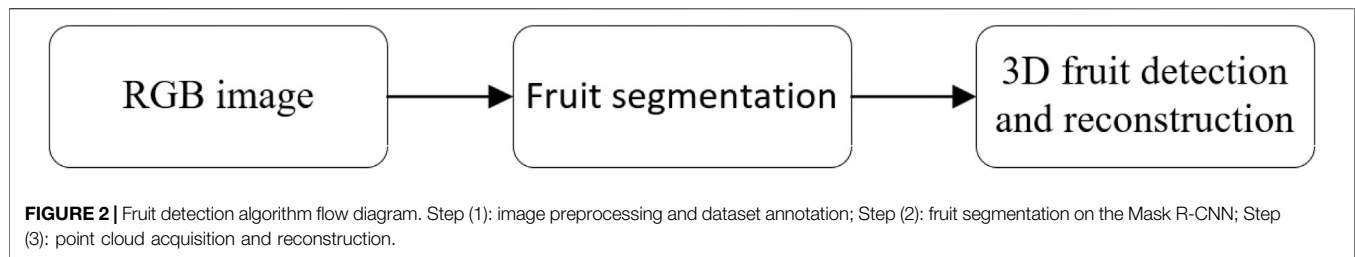 RGB image
Fruit segmentation
3D fruit detection
and reconstruction
FIGURE 2 | Fruit detection algorithm flow diagram. Step (1): image preprocessing and dataset annotation; Step (2): fruit segmentation on the Mask R-CNN; Step
(3): point cloud acquisition and reconstruction.